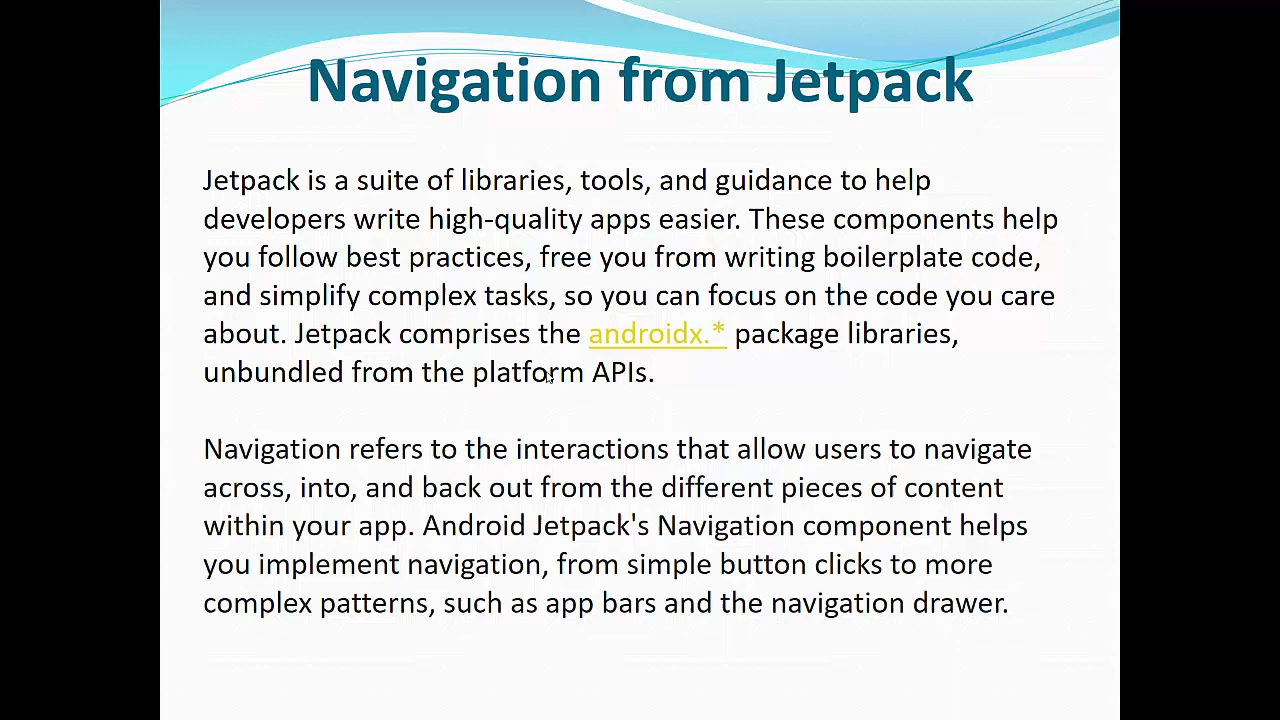 Navigation from Jetpack
Jetpack is a suite of libraries, tools, and guidance to help
developers write high-quality apps easier. These components help
you follow best practices, free you from writing boilerplate code,
and simplify complex tasks, so you can focus on the code you care
about. Jetpack comprises the androidx.* package libraries,
unbundled from the platform APIs.
Navigation refers to the interactions that allow users to navigate
across, into, and back out from the different pieces of content
within your app. Android Jetpack's Navigation component helps
you implement navigation, from simple button clicks to more
complex patterns, such as app bars and the navigation drawer.